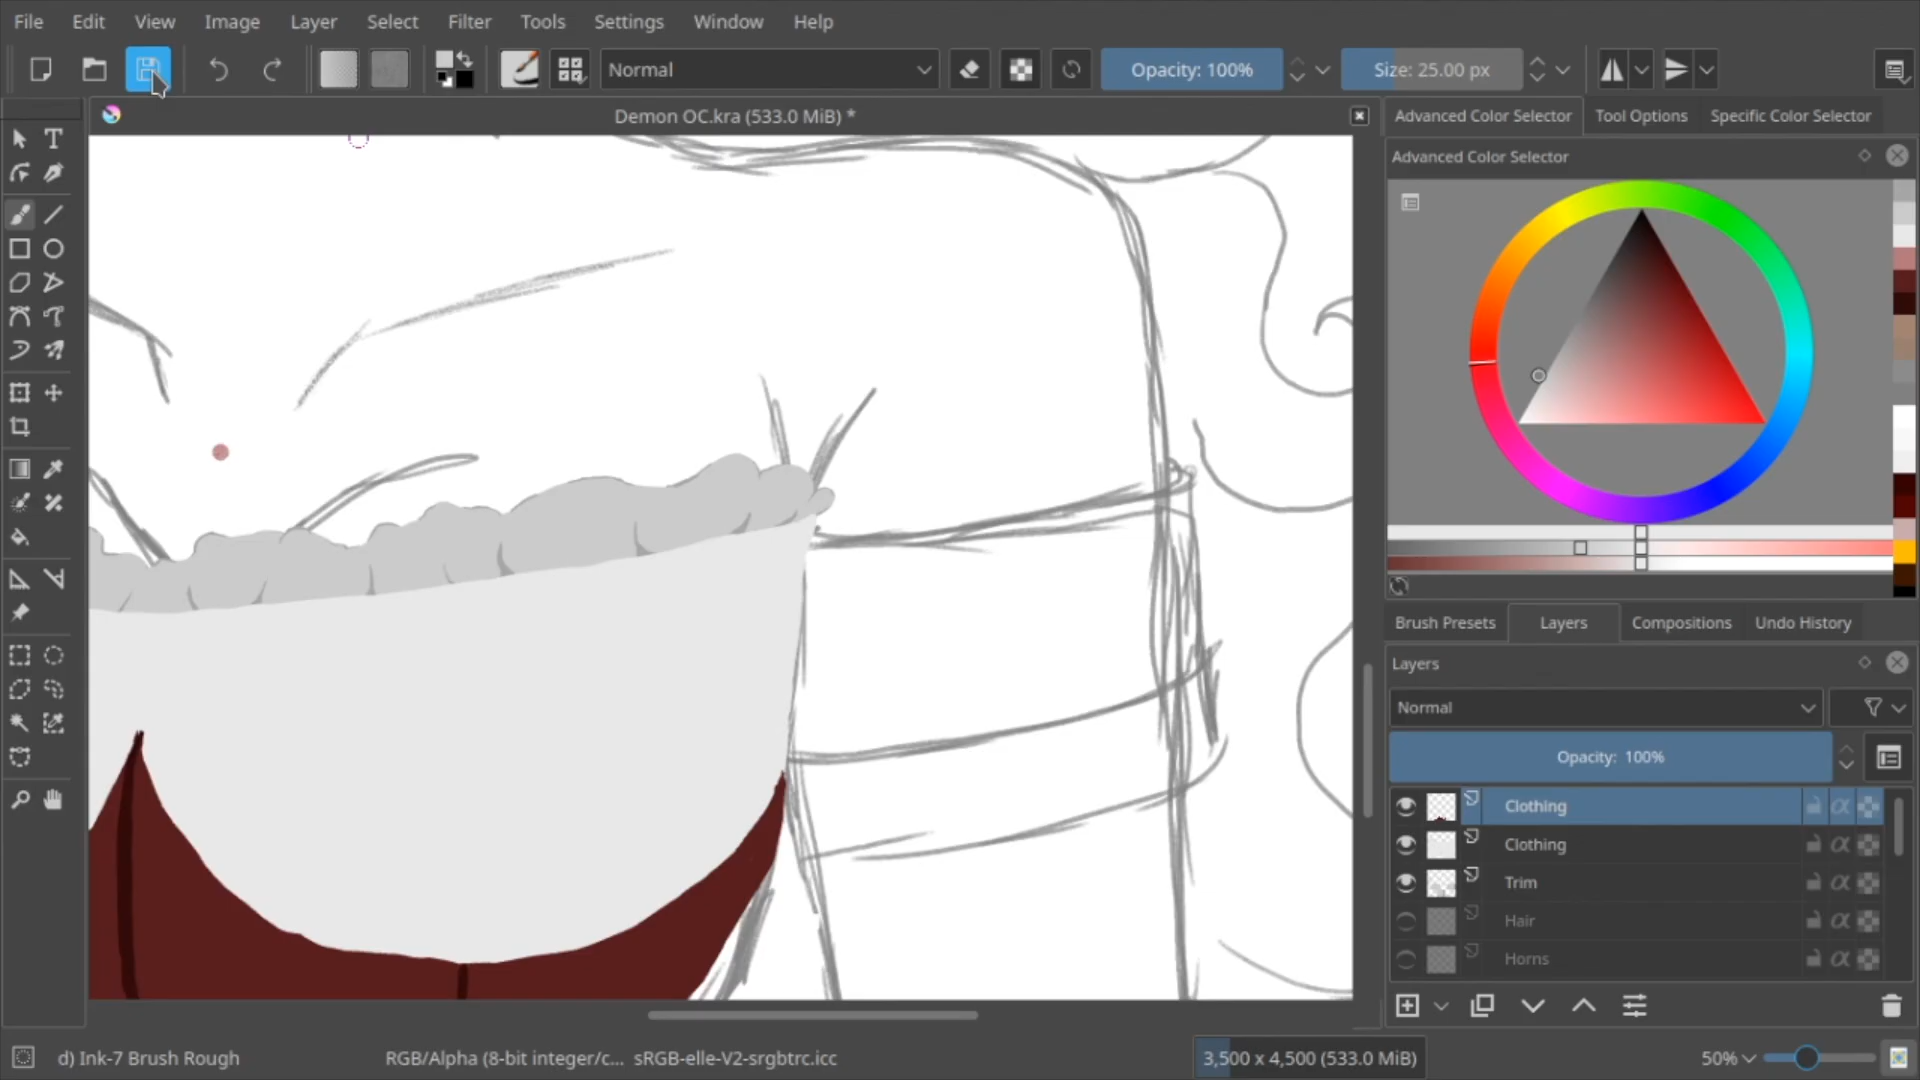 File Edit View Image Layer Select Filter Tools Settings Window Help
Normal Opacity: 100% Size: 25.00 px
Demon OC.kra (533.0 MiB) *
Advanced Color Selector Tool Options Specific Color Selector
Advanced Color Selector
Brush Presets Layers Compositions Undo History
Layers
Normal
Opacity: 100%
Clothing
Clothing
Trim
Hair
Horns
d) Ink-7 Brush Rough RGB/Alpha (8-bit integer/c... sRGB-elle-V2-srgbtrc.icc 3,500 x 4,500 (533.0 MiB) 50%